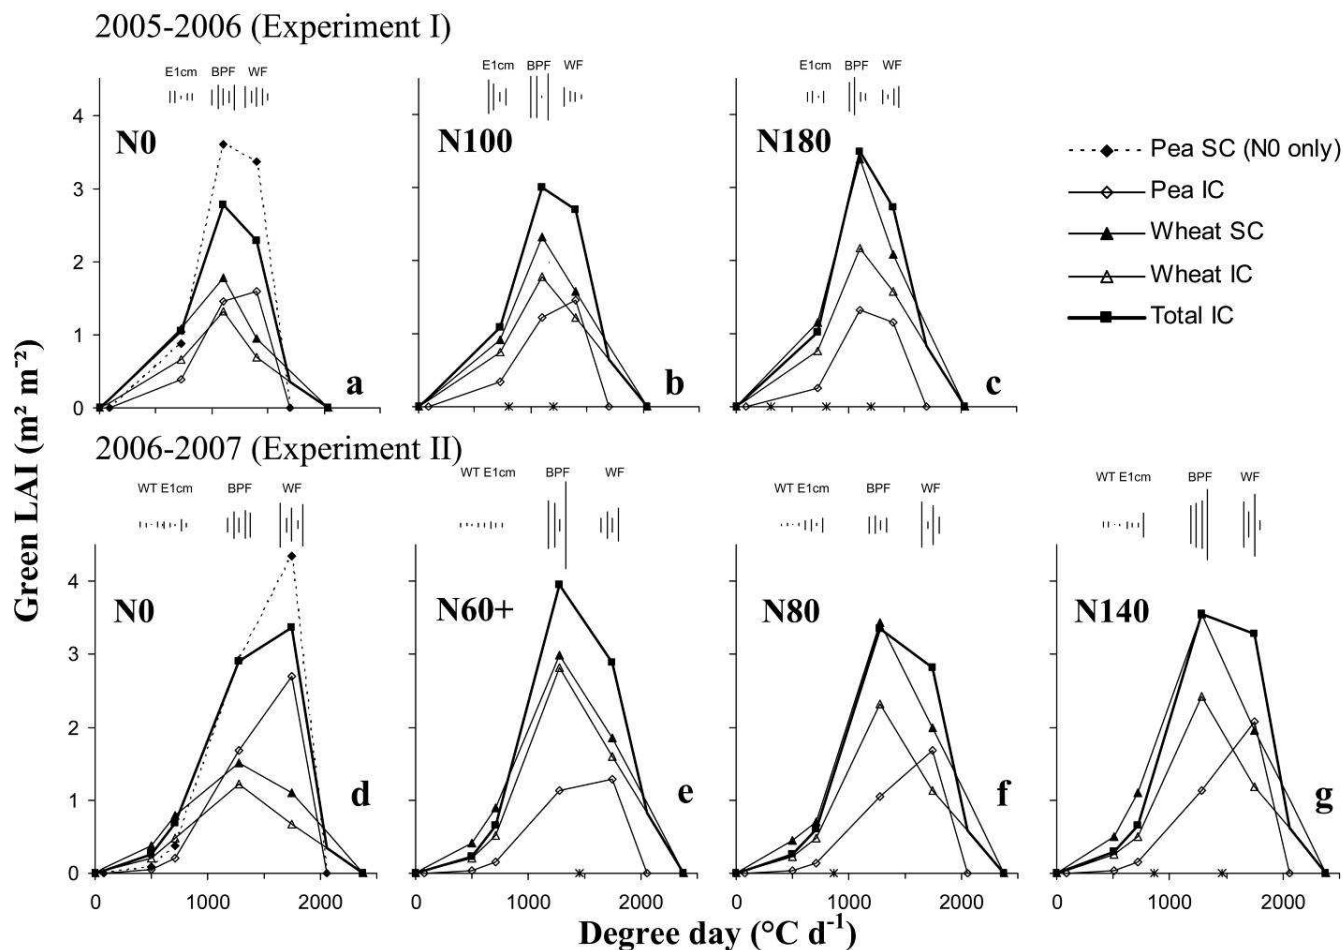 2005-2006 (Experiment I)
E1cm BPF WF
E1cm BPF WF
E1cm BPF WF
4
3
2
1
0
N0
N100
N180
a
b
c
Pea SC (N0 only)
Pea IC
Wheat SC
Wheat IC
Total IC
2006-2007 (Experiment II)
WT E1cm BPF WF
WT E1cm BPF WF
WT E1cm BPF WF
WT E1cm BPF WF
4
3
2
1
0
N0
N60+
N80
N140
d
e
f
g
0 1000 2000
0 1000 2000
0 1000 2000
0 1000 2000
Green LAI (m² m⁻²)
Degree day (°C d⁻¹)